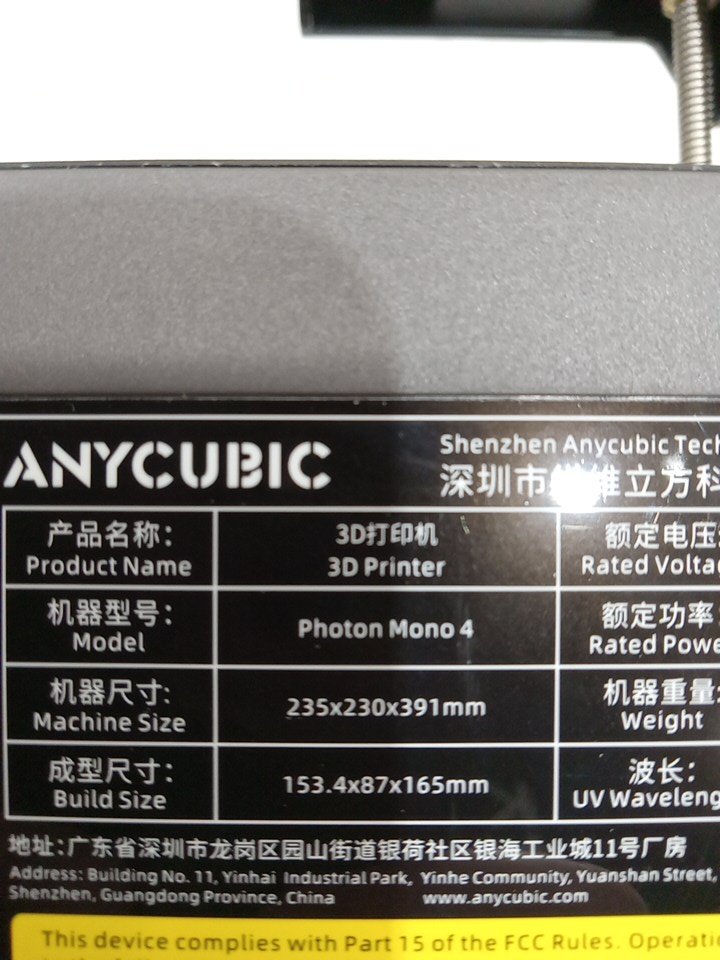 ANYCUBIC
Shenzhen Anycubic Tech
深圳市 维立方科
产品名称：
Product Name
3D打印机
3D Printer
额定电压：
Rated
机器型号：
Model
Photon Mono 4
额定功率
Rated
机器尺寸：
Machine Size
235x230x391mm
机器重量
Weight
成型尺寸：
Build Size
153.4x87x165mm
波长：
UV
地址：广东省深圳市龙岗区园山街道银荷社区银海工业城11号厂房
Address: Building No. 11, Yinhai Industrial Park, Yinhe Community, Yuanshan Street,
Shenzhen, Guangdong Province, China
www.anycubic.com
This device complies with Part 15 of the FCC Rules.